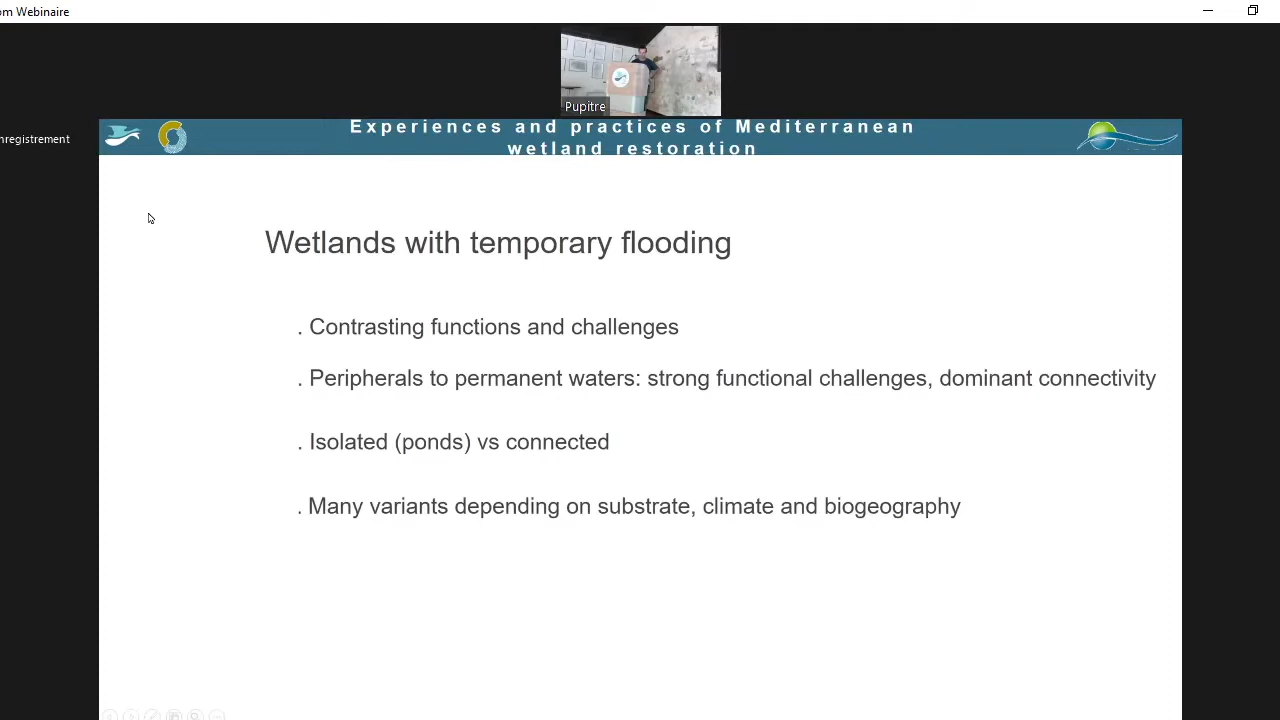 om Webinaire
Pupitre
nregistrement
Experiences and practices of Mediterranean
wetland restoration
Wetlands with temporary flooding
. Contrasting functions and challenges
. Peripherals to permanent waters: strong functional challenges, dominant connectivity
. Isolated (ponds) vs connected
. Many variants depending on substrate, climate and biogeography